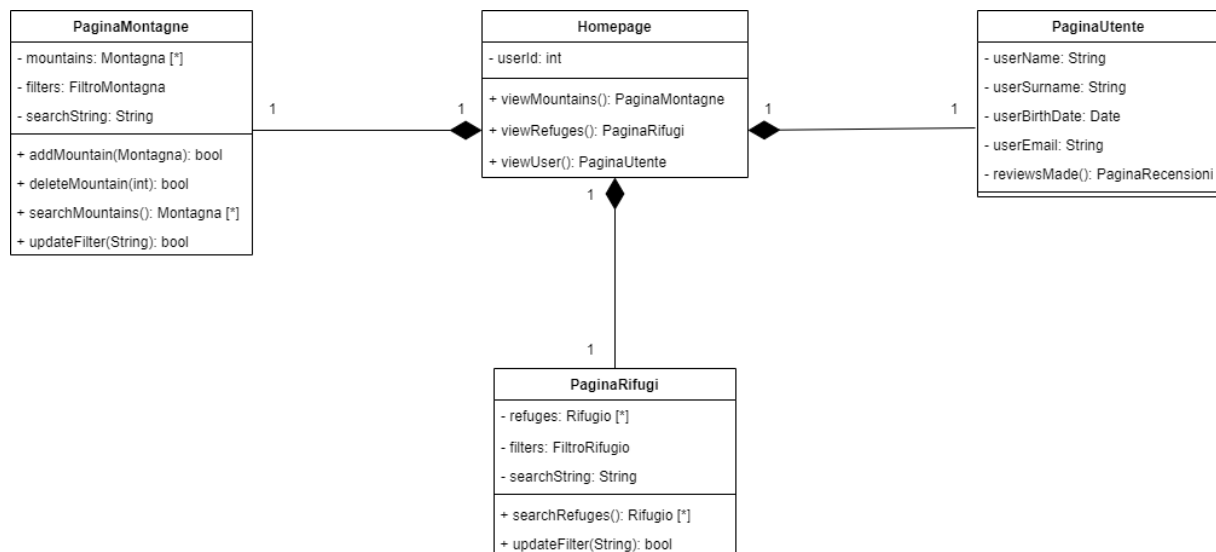 PaginaMontagne
- mountains: Montagna [*]
- filters: FiltroMontagna
- searchString: String
+ addMountain(Montagna): bool
+ deleteMountain(int): bool
+ searchMountains(): Montagna [*]
+ updateFilter(String): bool
1
1
Homepage
- userId: int
+ viewMountains(): PaginaMontagne
+ viewRefuges(): PaginaRifugi
+ viewUser(): PaginaUtente
1
1
PaginaUtente
- userName: String
- userSurname: String
- userBirthDate: Date
- userEmail: String
- reviewsMade(): PaginaRecensioni
1
1
PaginaRifugi
- refuges: Rifugio [*]
- filters: FiltroRifugio
- searchString: String
+ searchRefuges(): Rifugio [*]
+ updateFilter(String): bool